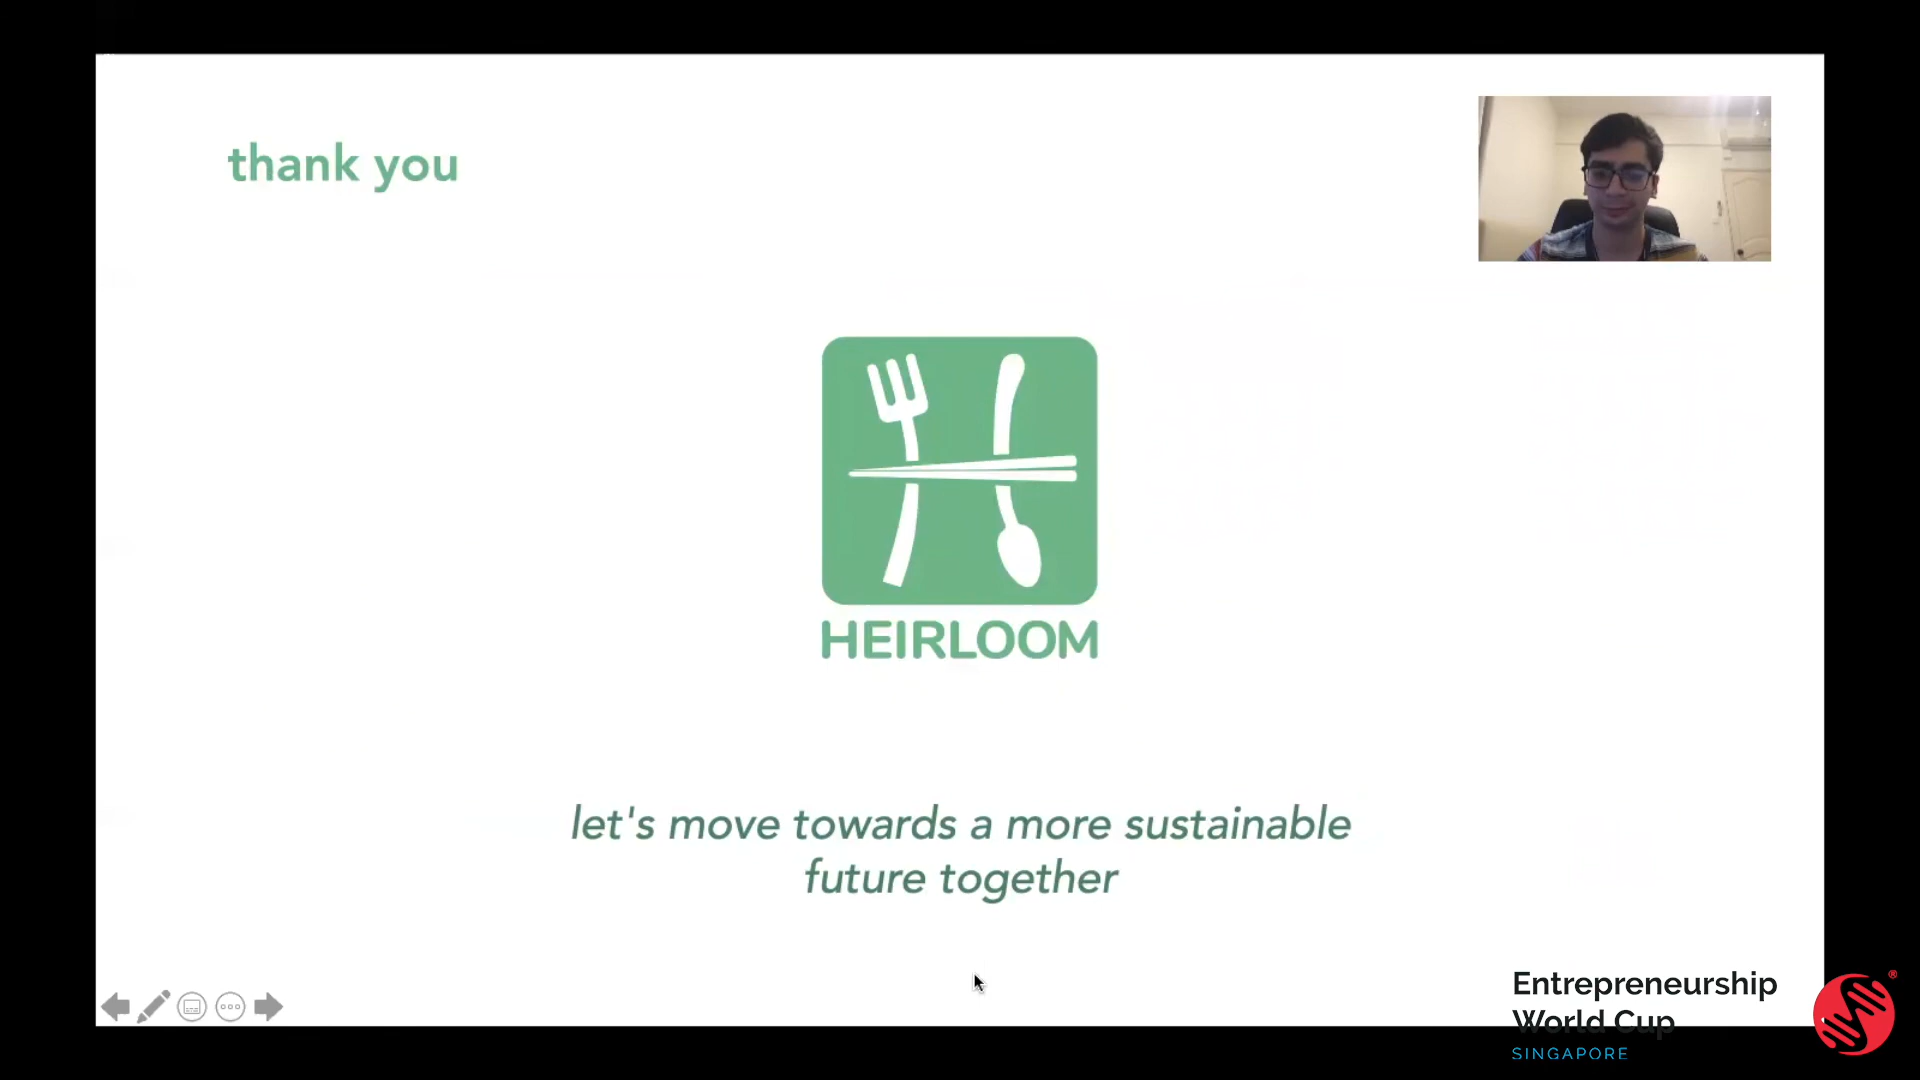 thank you
HEIRLOOM
let's move towards a more sustainable
future together
Entrepreneurship
World Cup
SINGAPORE
®